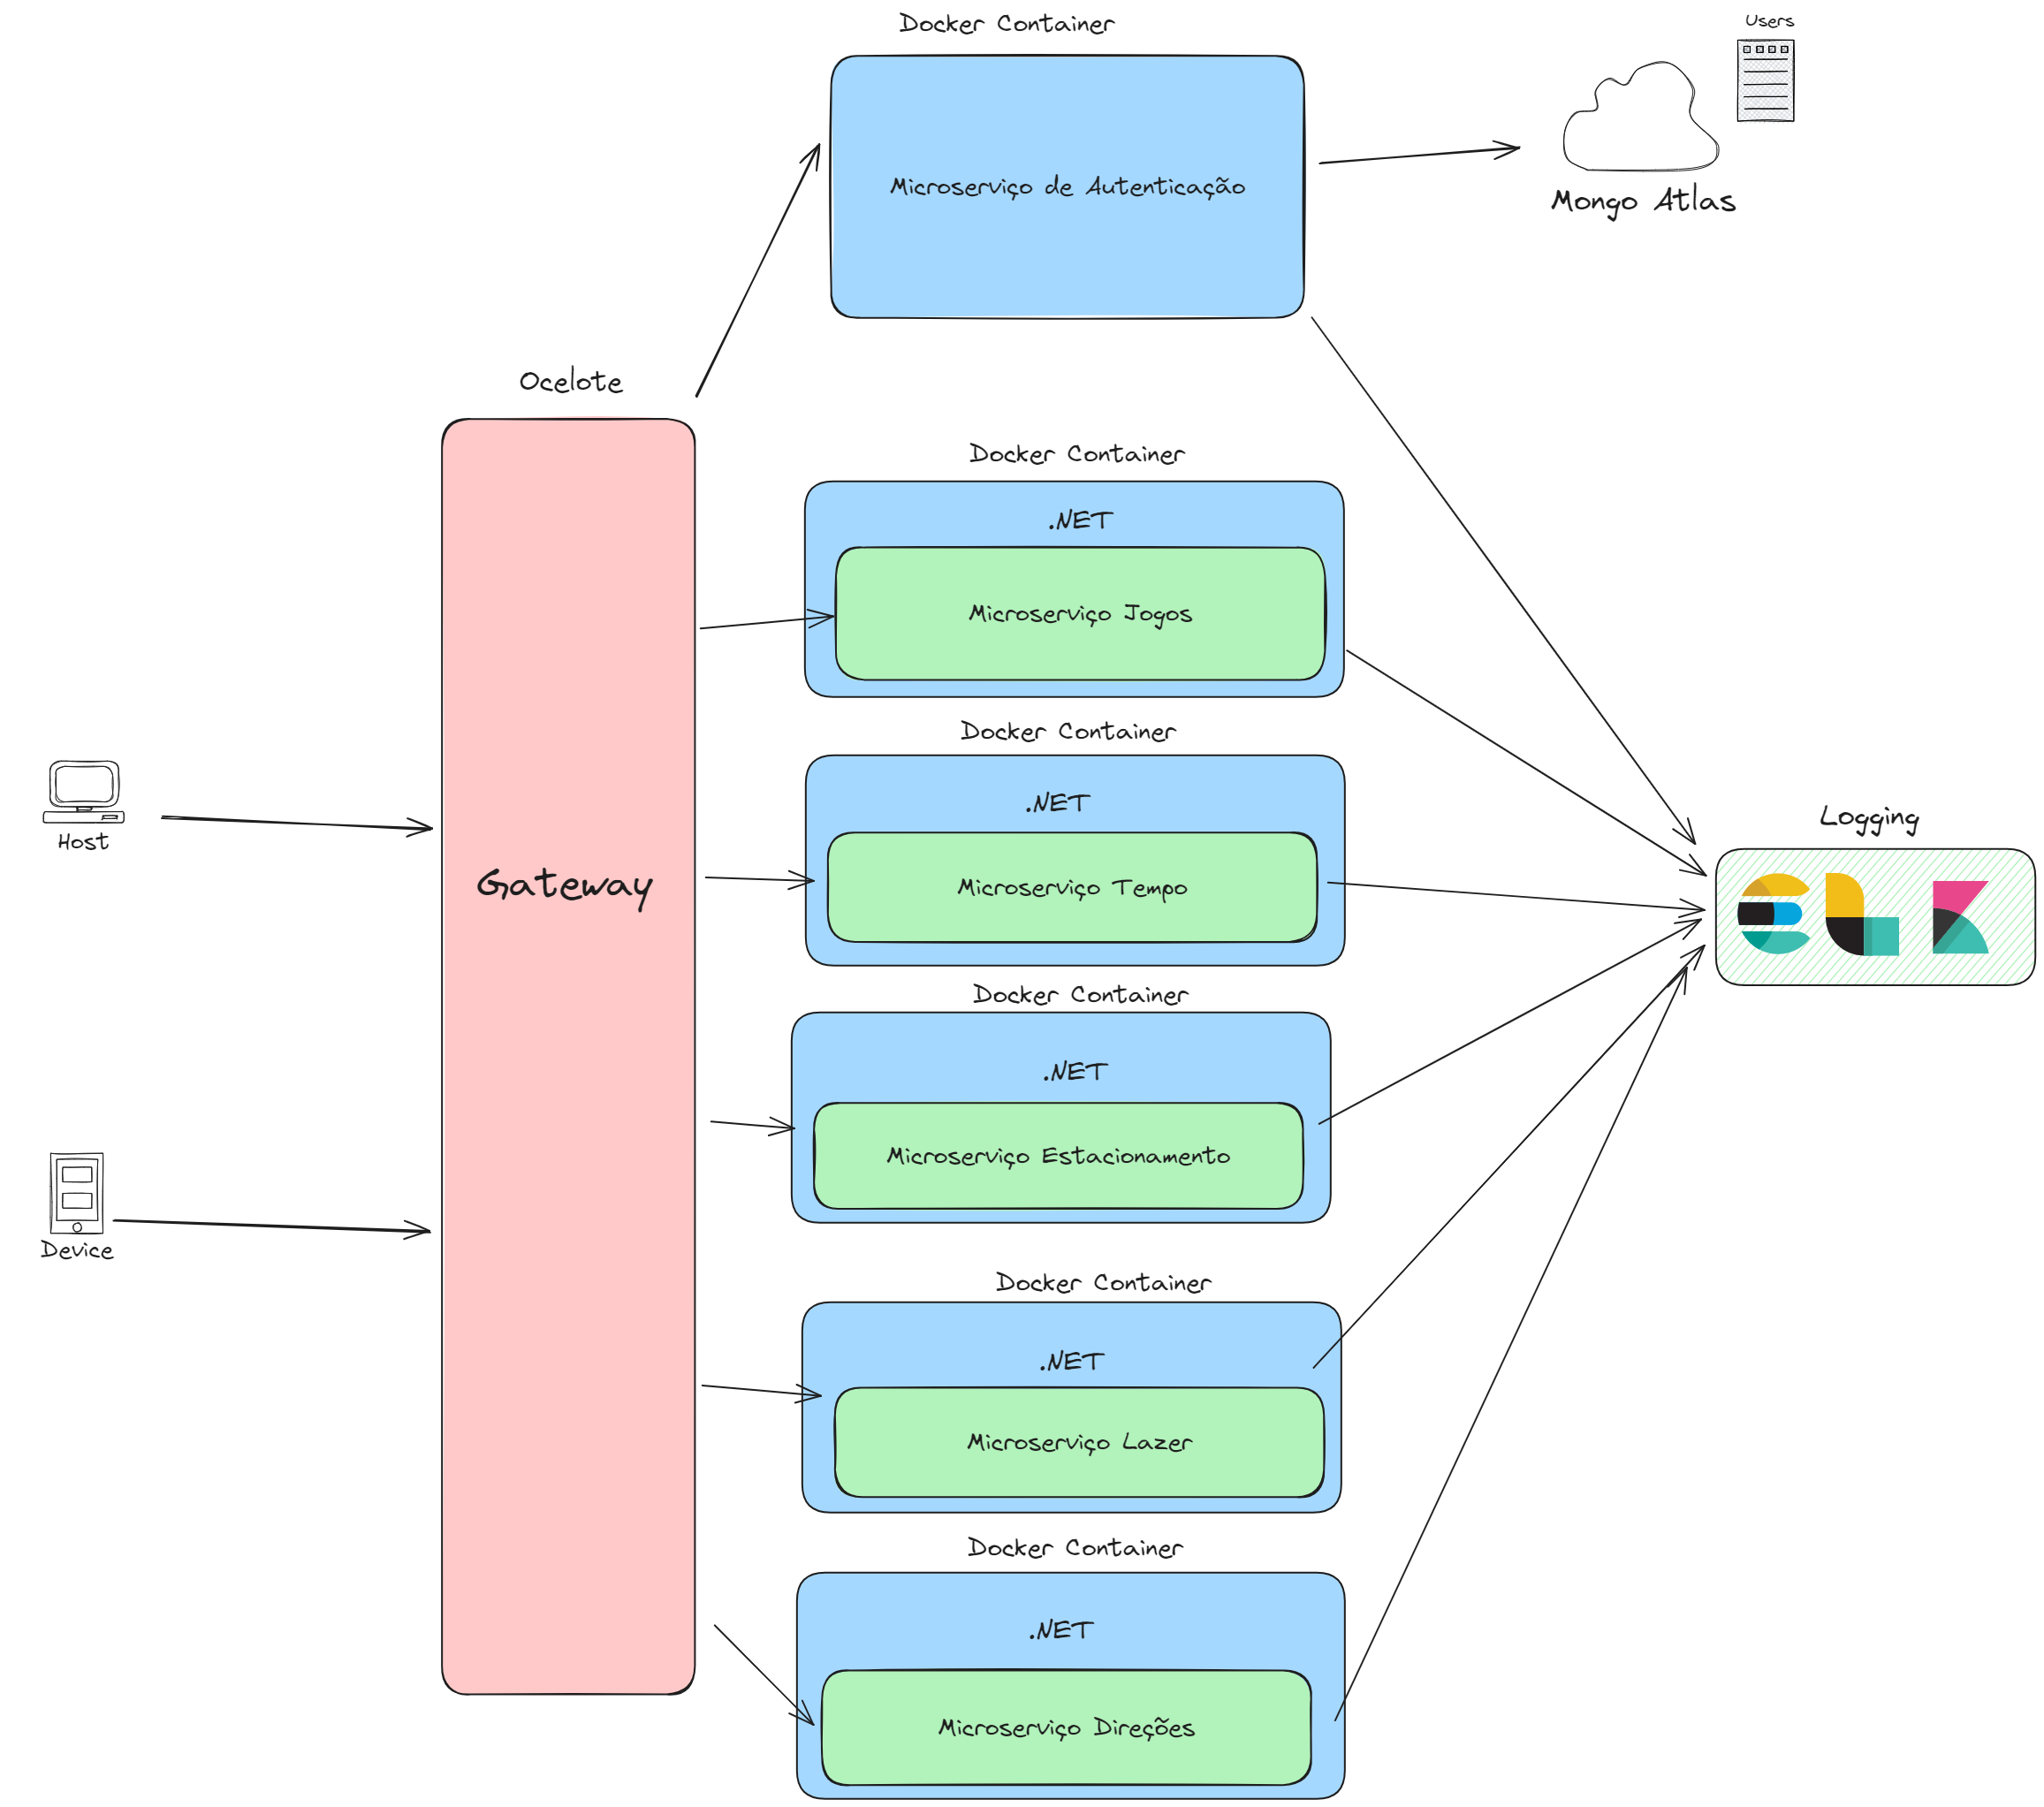 Docker Container
Users
Microserviço de Autenticação
Mongo Atlas
Ocelote
Docker Container
.NET
Microserviço Jogos
Docker Container
.NET
Microserviço Tempo
Host
Gateway
Logging
ELK
Docker Container
.NET
Microserviço Estacionamento
Device
Docker Container
.NET
Microserviço Lazer
Docker Container
.NET
Microserviço Direções